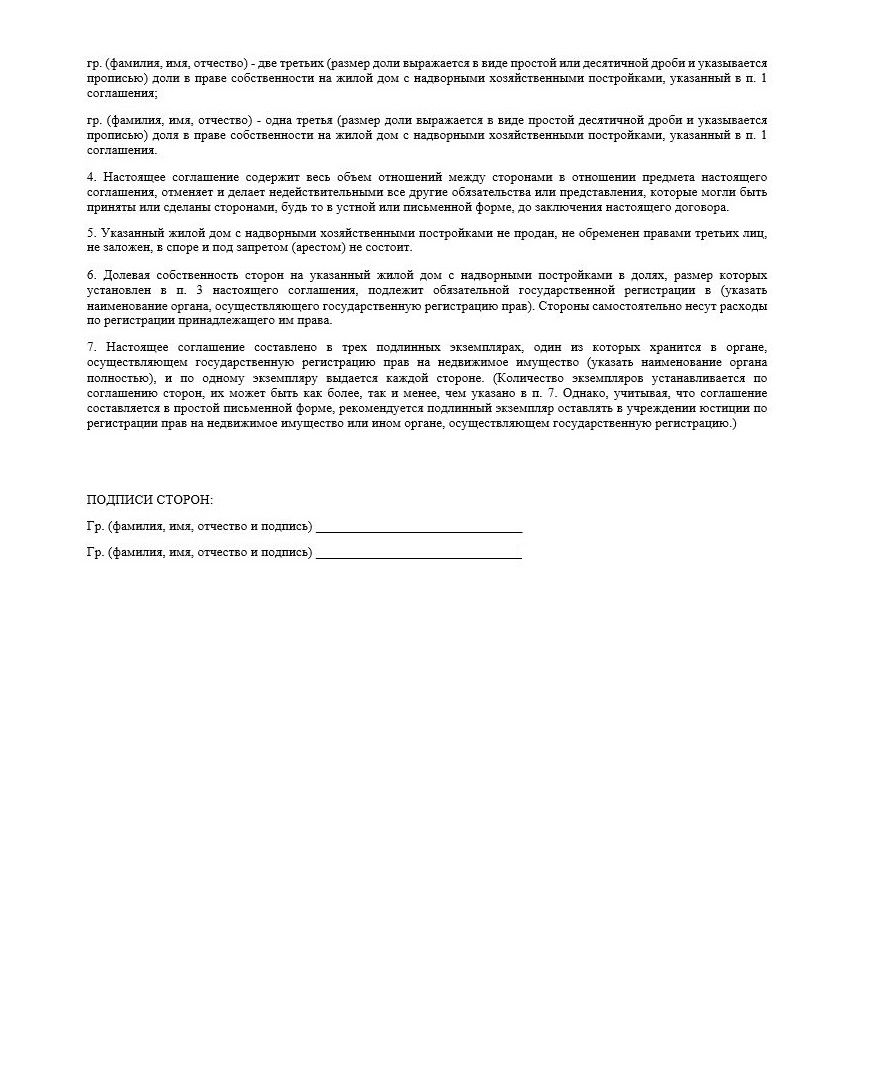 гр. (фамилия, имя, отчество) - две третьих (размер доли выражается в виде простой или десятичной дроби и указывается
прописью) доли в праве собственности на жилой дом с надворными хозяйственными постройками, указанный в п. 1
соглашения;
гр. (фамилия, имя, отчество) - одна третья (размер доли выражается в виде простой десятичной дроби и указывается
прописью) доля в праве собственности на жилой дом с надворными хозяйственными постройками, указанный в п. 1
соглашения.
4. Настоящее соглашение содержит весь объем отношений между сторонами в отношении предмета настоящего
соглашения, отменяет и делает недействительными все другие обязательства или представления, которые могли быть
приняты или сделаны сторонами, будь то в устной или письменной форме, до заключения настоящего договора.
5. Указанный жилой дом с надворными хозяйственными постройками не продан, не обременен правами третьих лиц,
не заложен, в споре и под запретом (арестом) не состоит.
6. Долевая собственность сторон на указанный жилой дом с надворными постройками в долях, размер которых
установлен в п. 3 настоящего соглашения, подлежит обязательной государственной регистрации в (указать
наименование органа, осуществляющего государственную регистрацию прав). Стороны самостоятельно несут расходы
по регистрации принадлежащего им права.
7. Настоящее соглашение составлено в трех подлинных экземплярах, один из которых хранится в органе,
осуществляющем государственную регистрацию прав на недвижимое имущество (указать наименование органа
полностью), и по одному экземпляру выдается каждой стороне. (Количество экземпляров устанавливается по
соглашению сторон, их может быть как более, так и менее, чем указано в п. 7. Однако, учитывая, что соглашение
составляется в простой письменной форме, рекомендуется подлинный экземпляр оставлять в учреждении юстиции по
регистрации прав на недвижимое имущество или ином органе, осуществляющем государственную регистрацию.)
ПОДПИСИ СТОРОН:
Гр. (фамилия, имя, отчество и подпись) ________________________________
Гр. (фамилия, имя, отчество и подпись) ________________________________